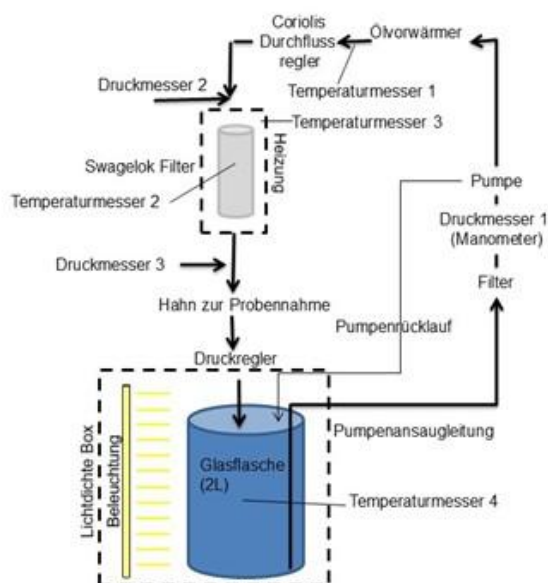 Coriolis
Durchfluss
regler
Ölvorwärmer
Druckmesser 2
Temperaturmesser 1
Temperaturmesser 3
Heizung
Swagelok Filter
Temperaturmesser 2
Pumpe
Druckmesser 1
(Manometer)
Filter
Druckmesser 3
Hahn zur Probennahme
Pumpenrücklauf
Druckregler
Pumpenansaugleitung
Lichtdichte Box
Beleuchtung
Glasflasche
(2L)
Temperaturmesser 4